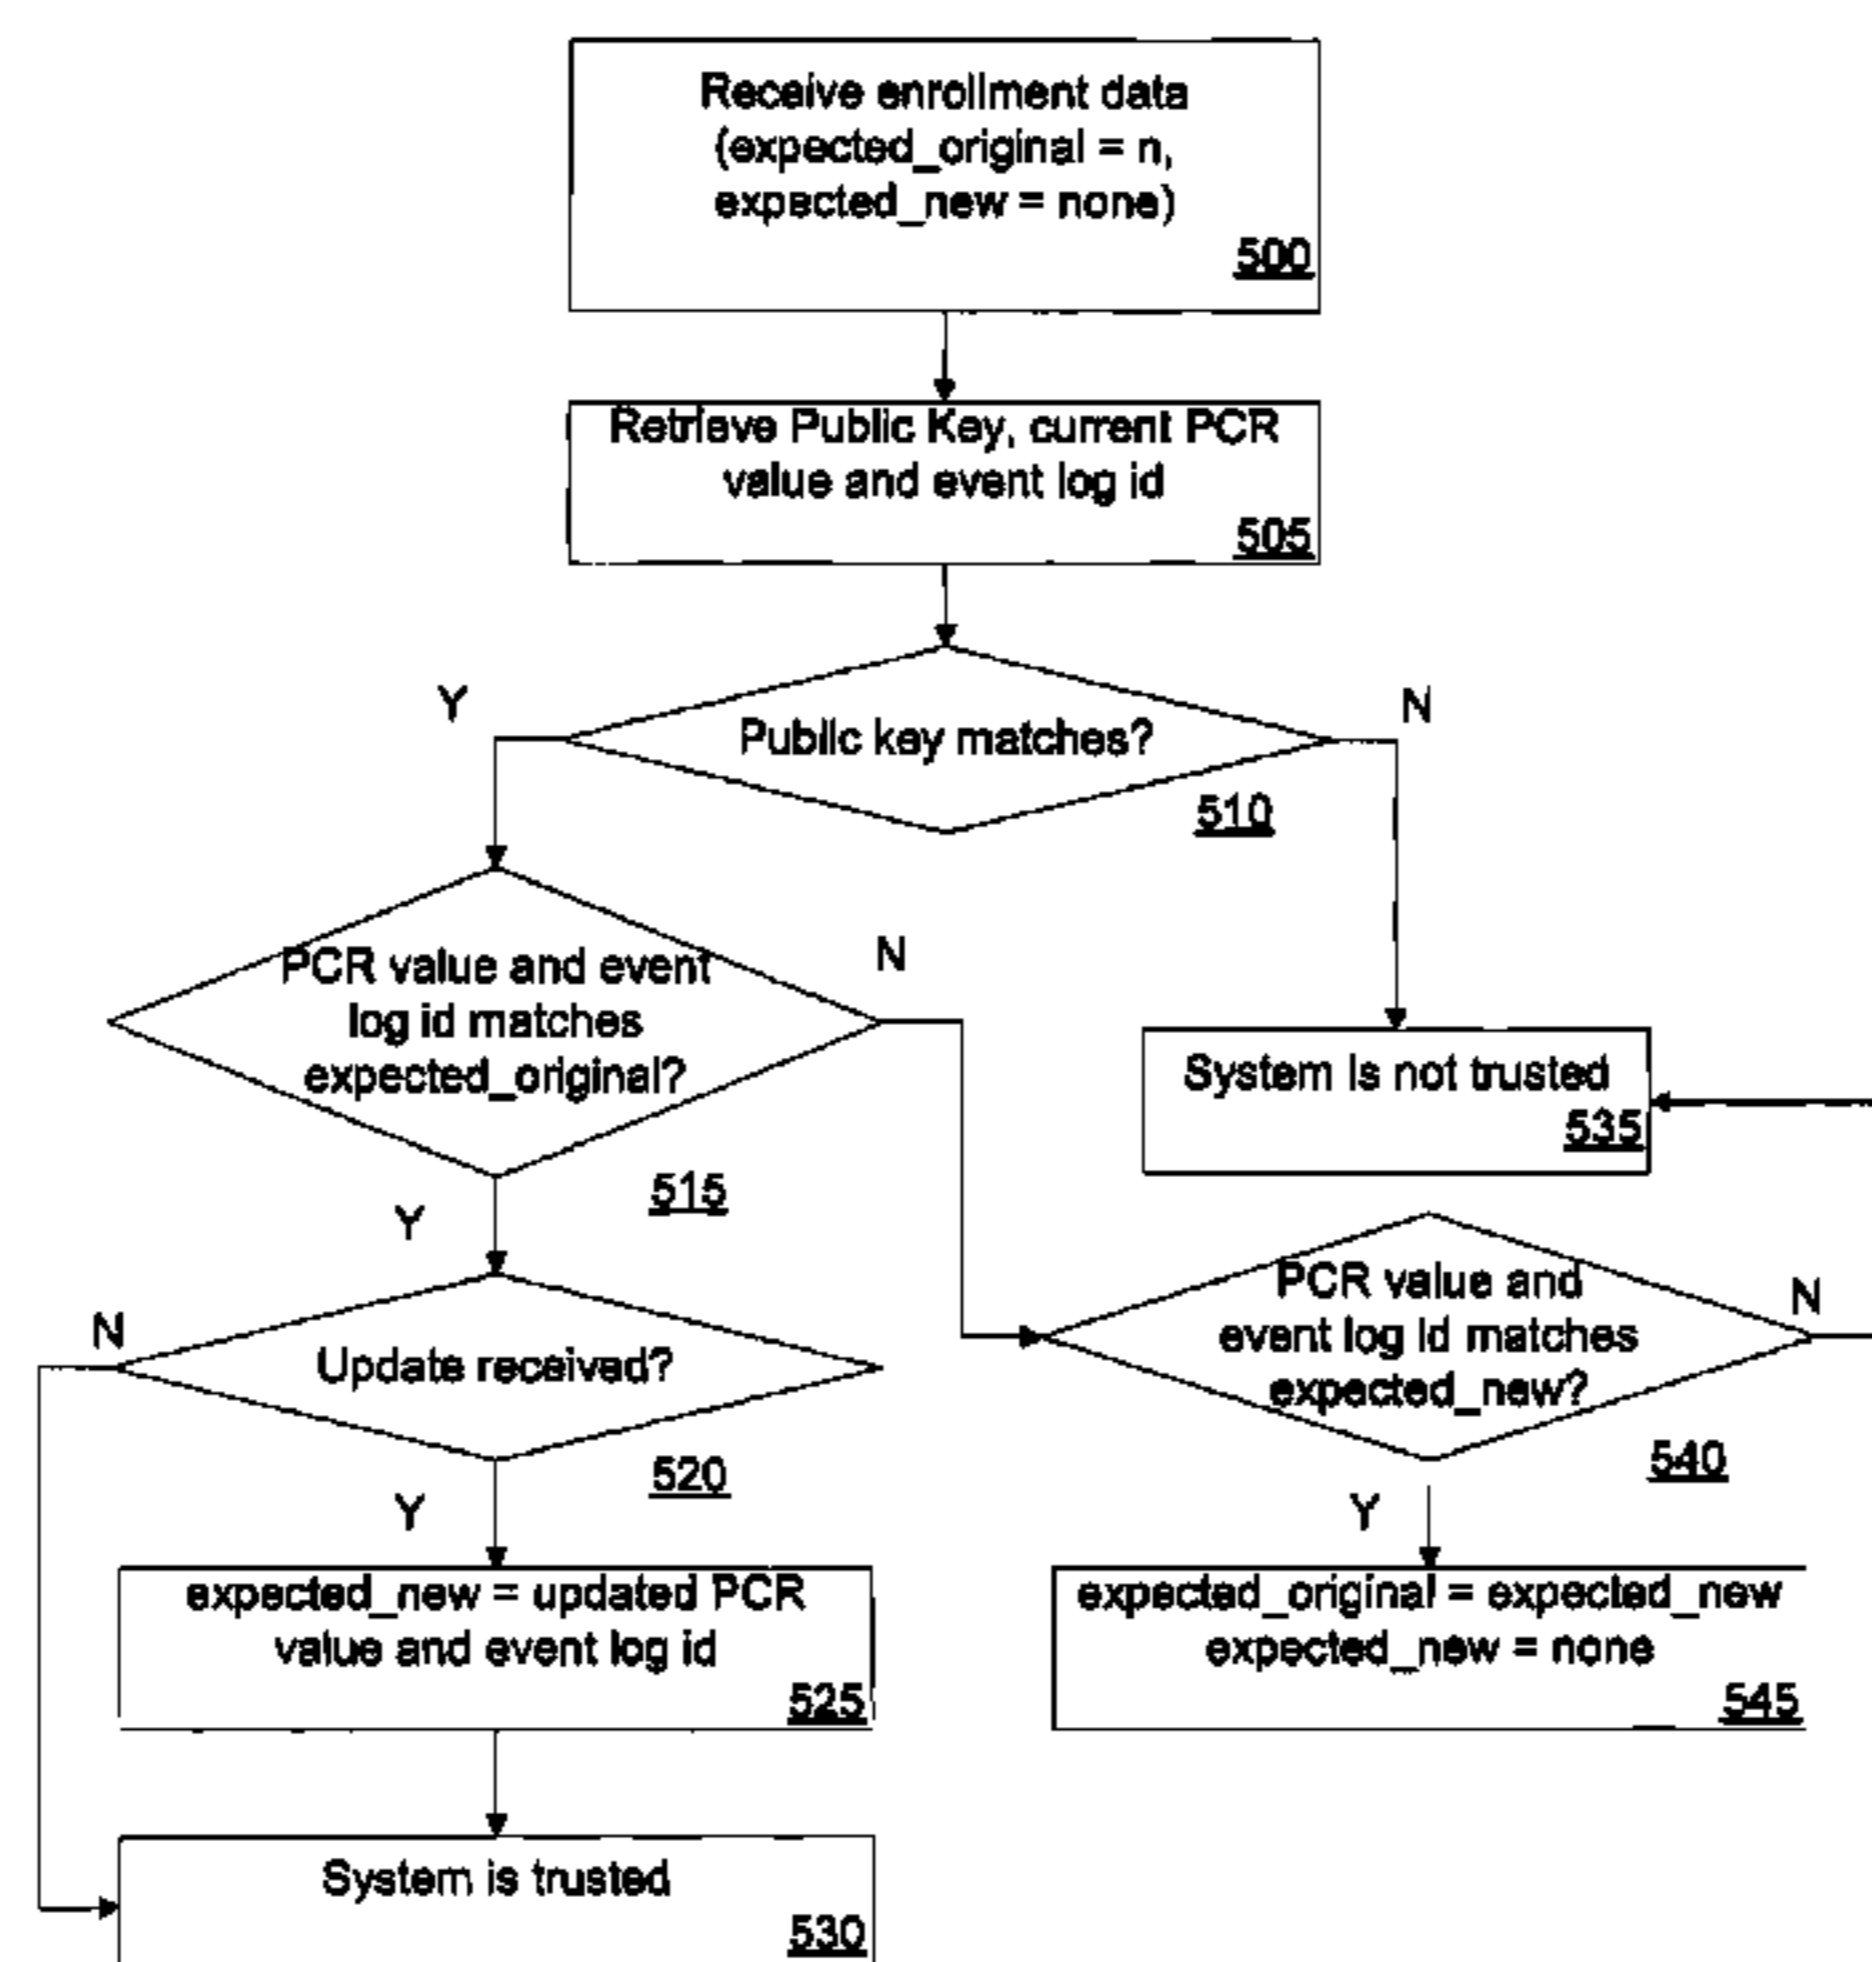 Receive enrollment data
(expected_original = n,
expected_new = none)
500
Retrieve Public Key, current PCR
value and event log id
505
Y
N
Public key matches?
510
PCR value and event
log id matches
expected_original?
N
515
Y
System is not trusted
535
N
Update received?
520
Y
PCR value and
event log id matches
expected_new?
N
540
Y
expected_new = updated PCR
value and event log id
525
expected_original = expected_new
expected_new = none
545
System is trusted
530